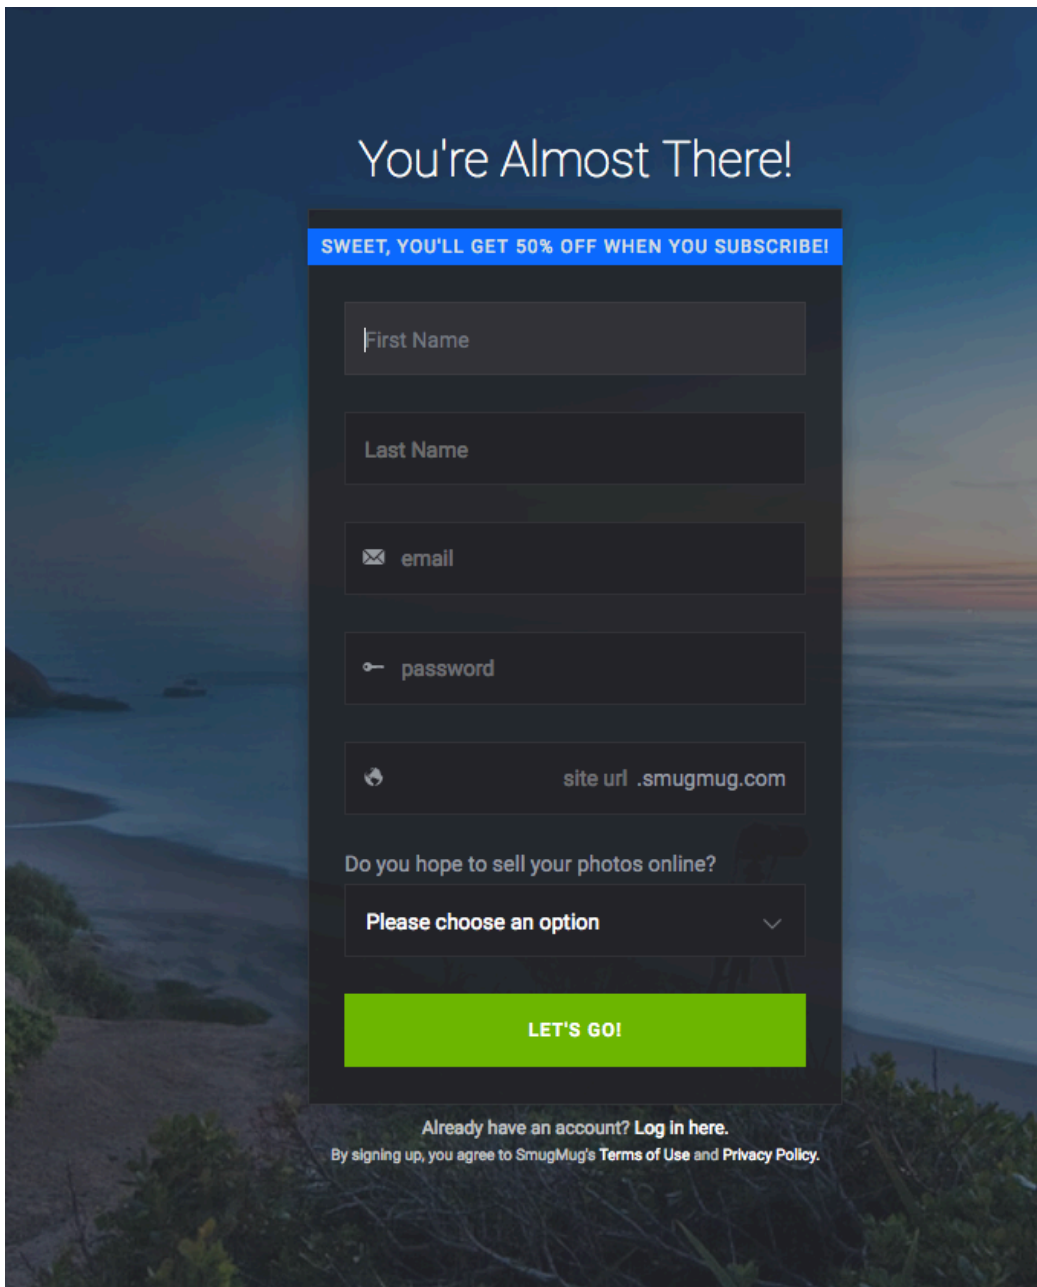 You're Almost There!
SWEET, YOU'LL GET 50% OFF WHEN YOU SUBSCRIBE!
First Name
Last Name
email
password
site url .smugmug.com
Do you hope to sell your photos online?
Please choose an option
LET'S GO!
Already have an account? Log in here.
By signing up, you agree to SmugMug's Terms of Use and Privacy Policy.